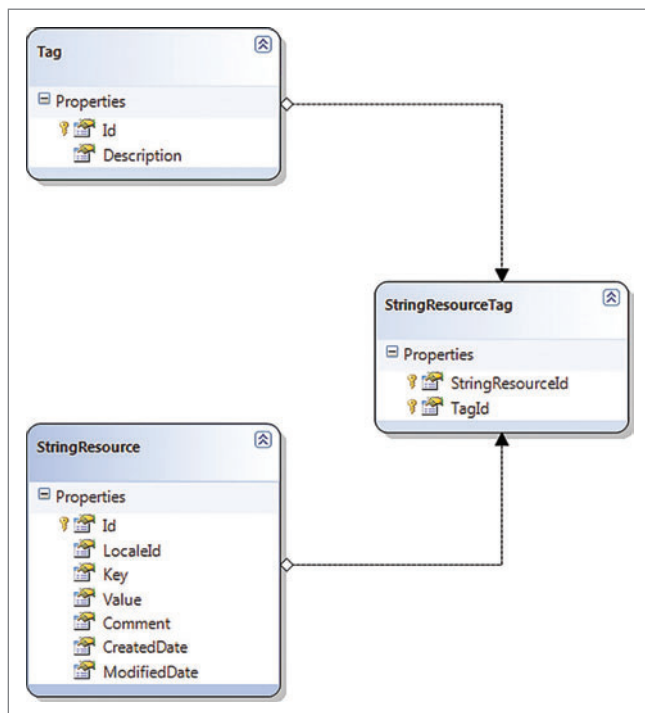 Tag
Properties
Id
Description
StringResourceTag
Properties
StringResourceId
TagId
StringResource
Properties
Id
LocaleId
Key
Value
Comment
CreatedDate
ModifiedDate